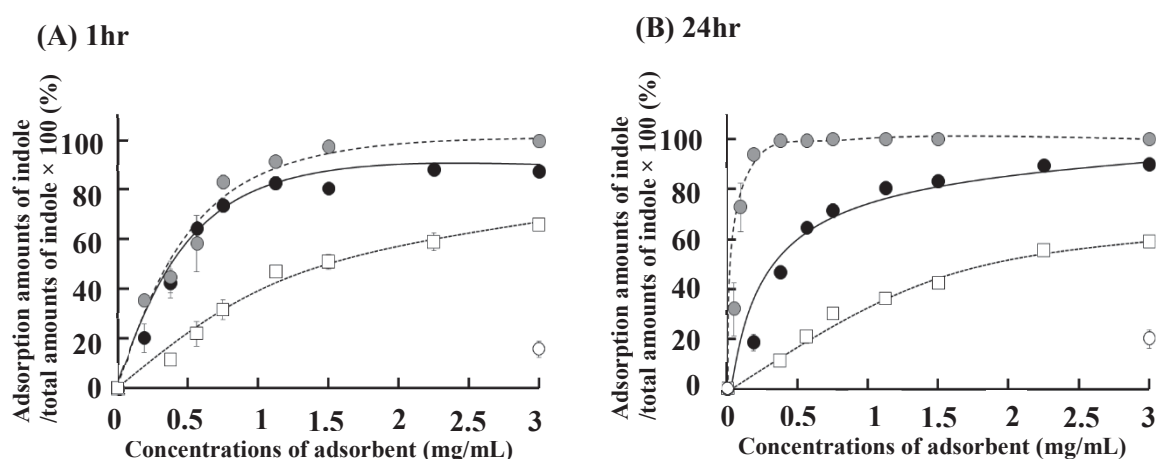 (A) 1hr
Adsorption amounts of indole
/total amounts of indole × 100 (%)
100
80
60
40
20
0
0 0.5 1 1.5 2 2.5 3
Concentrations of adsorbent (mg/mL)
(B) 24hr
Adsorption amounts of indole
/total amounts of indole × 100 (%)
100
80
60
40
20
0
0 0.5 1 1.5 2 2.5 3
Concentrations of adsorbent (mg/mL)